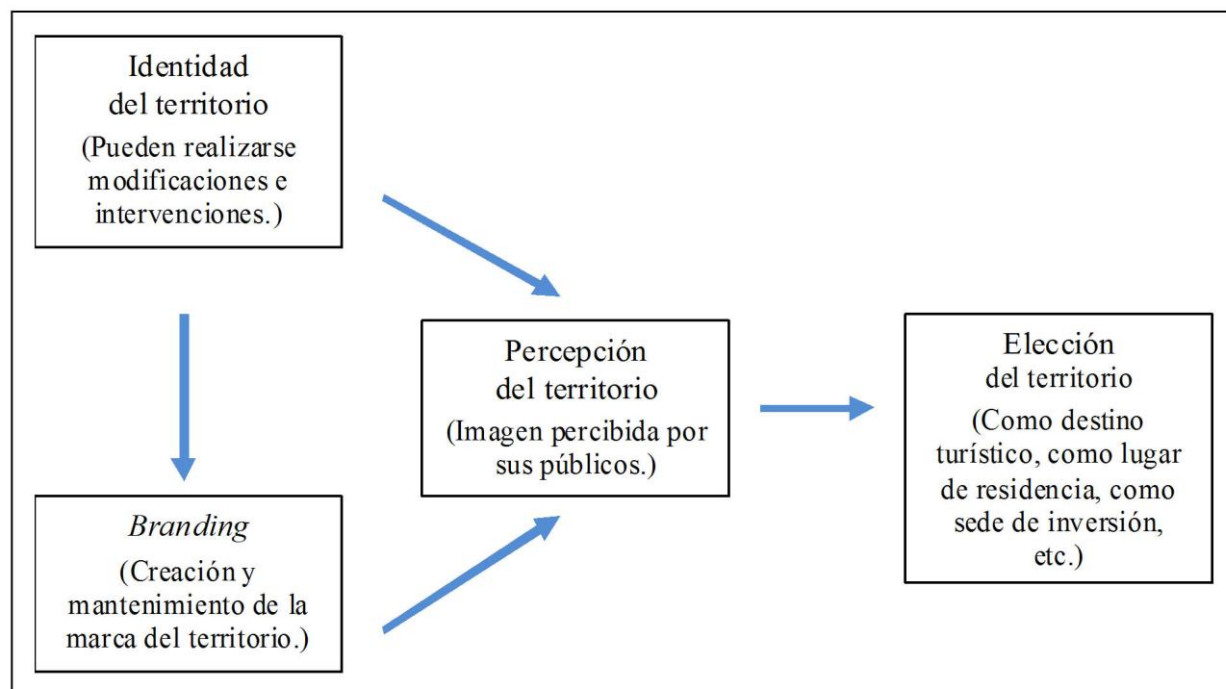 Identidad
del territorio
(Pueden realizarse
modificaciones e
intervenciones.)
Branding
(Creación y
mantenimiento de la
marca del territorio.)
Percepción
del territorio
(Imagen percibida por
sus públicos.)
Elección
del territorio
(Como destino
turístico, como lugar
de residencia, como
sede de inversión,
etc.)